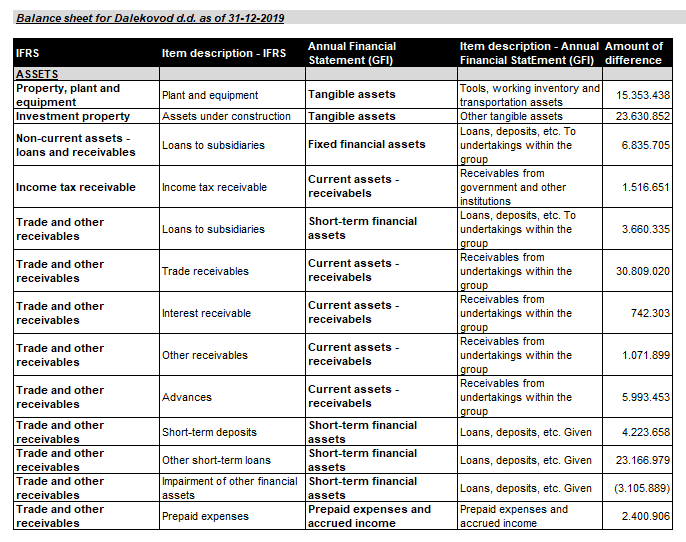 Balance sheet for Dalekovod d.d. as of 31-12-2019
IFRS
Item description - IFRS
Annual Financial
Statement (GFI)
Item description - Annual
Financial StatEment (GFI)
Amount of
difference
ASSETS
Property, plant and
equipment
Plant and equipment
Tangible assets
Tools, working inventory and
transportation assets
15.353.438
Investment property
Assets under construction
Tangible assets
Other tangible assets
23.630.852
Non-current assets -
loans and receivables
Loans to subsidiaries
Fixed financial assets
Loans, deposits, etc. To
undertakings within the
group
6.835.705
Income tax receivable
Income tax receivable
Current assets -
receivabels
Receivables from
government and other
institutions
1.516.651
Trade and other
receivables
Loans to subsidiaries
Short-term financial
assets
Loans, deposits, etc. To
undertakings within the
group
3.660.335
Trade and other
receivables
Trade receivables
Current assets -
receivabels
Receivables from
undertakings within the
group
30.809.020
Trade and other
receivables
Interest receivable
Current assets -
receivabels
Receivables from
undertakings within the
group
742.303
Trade and other
receivables
Other receivables
Current assets -
receivabels
Receivables from
undertakings within the
group
1.071.899
Trade and other
receivables
Advances
Current assets -
receivabels
Receivables from
undertakings within the
group
5.993.453
Trade and other
receivables
Short-term deposits
Short-term financial
assets
Loans, deposits, etc. Given
4.223.658
Trade and other
receivables
Other short-term loans
Short-term financial
assets
Loans, deposits, etc. Given
23.166.979
Trade and other
receivables
Impairment of other financial
assets
Short-term financial
assets
Loans, deposits, etc. Given
(3.105.889)
Trade and other
receivables
Prepaid expenses
Prepaid expenses and
accrued income
Prepaid expenses and
accrued income
2.400.906